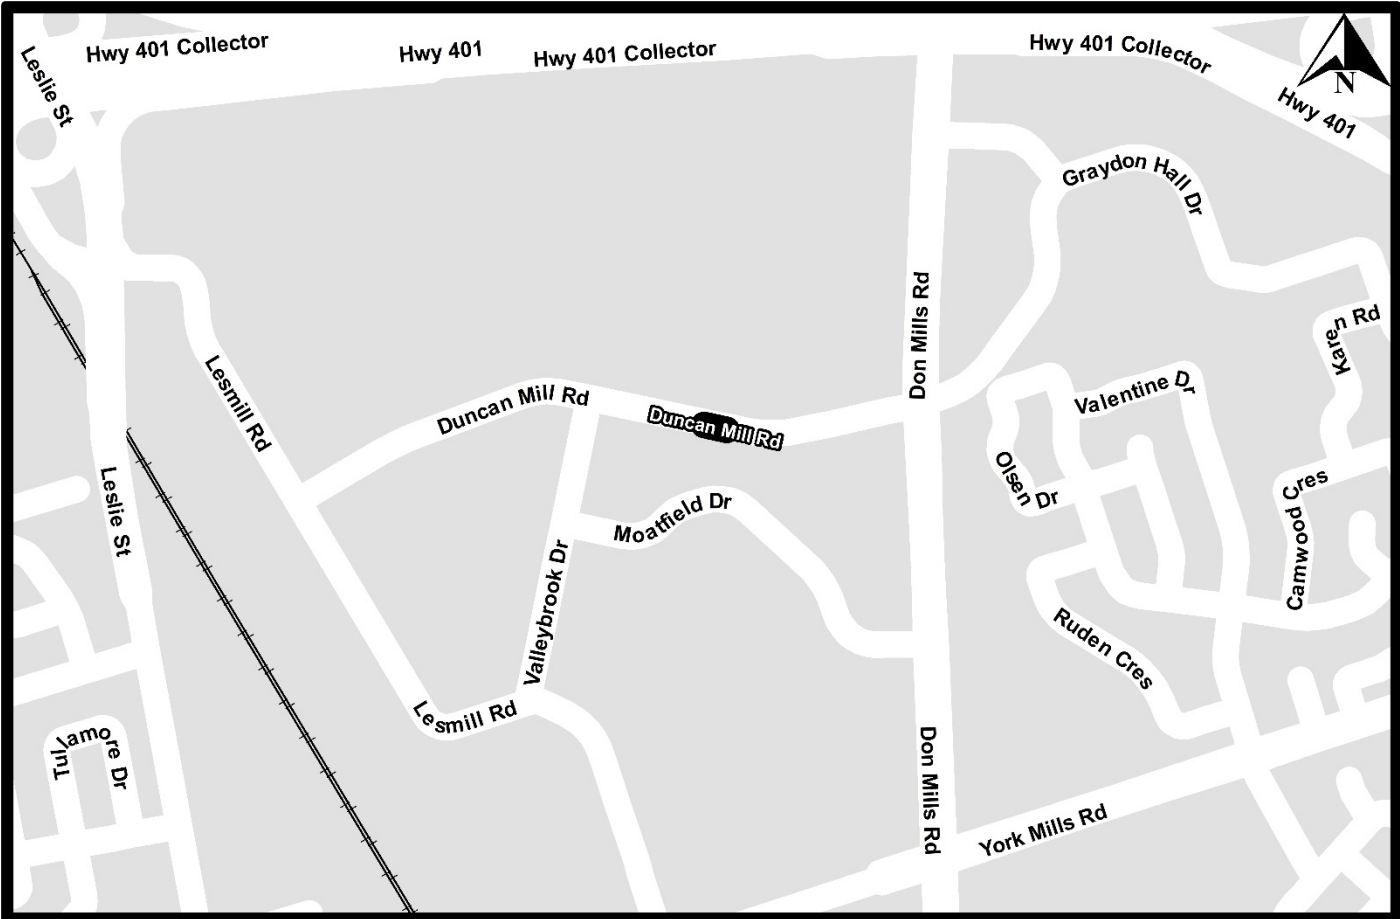 Hwy 401 Collector
Hwy 401
Hwy 401 Collector
Hwy 401 Collector
N
Hwy 401
Leslie St
Graydon Hall Dr
Don Mills Rd
Karen Rd
Lesmill Rd
Duncan Mill Rd
Duncan Mill Rd
Valentine Dr
Leslie St
Moatfield Dr
Olsen Dr
Camwood Cres
Valleybrook Dr
Ruden Cres
Lesmill Rd
Tullamore Dr
Don Mills Rd
York Mills Rd